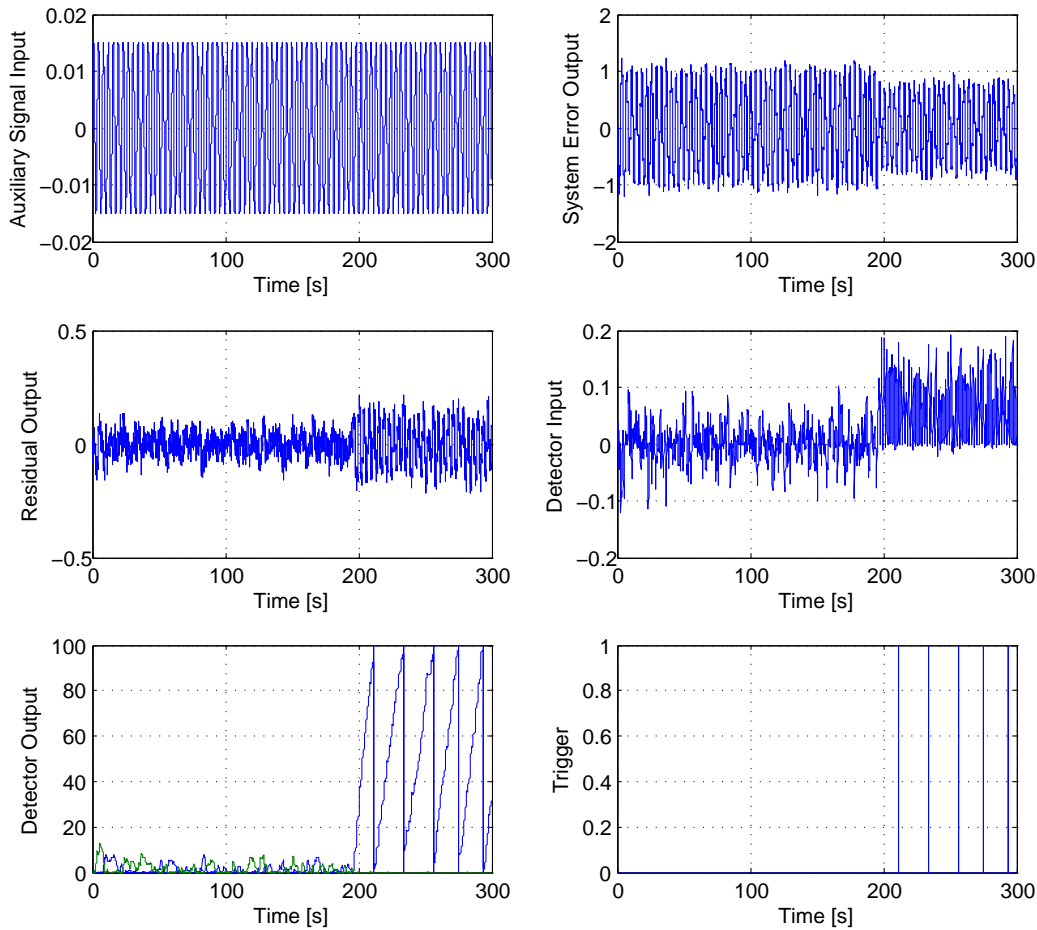 0.02
0.01
0
−0.01
−0.02
Auxiliary Signal Input
0 100 200 300
Time [s]
2
1
0
−1
−2
System Error Output
0 100 200 300
Time [s]
0.5
0
−0.5
Residual Output
0 100 200 300
Time [s]
0.2
0.1
0
−0.1
−0.2
Detector Input
0 100 200 300
Time [s]
100
80
60
40
20
0
Detector Output
0 100 200 300
Time [s]
1
0.8
0.6
0.4
0.2
0
Trigger
0 100 200 300
Time [s]